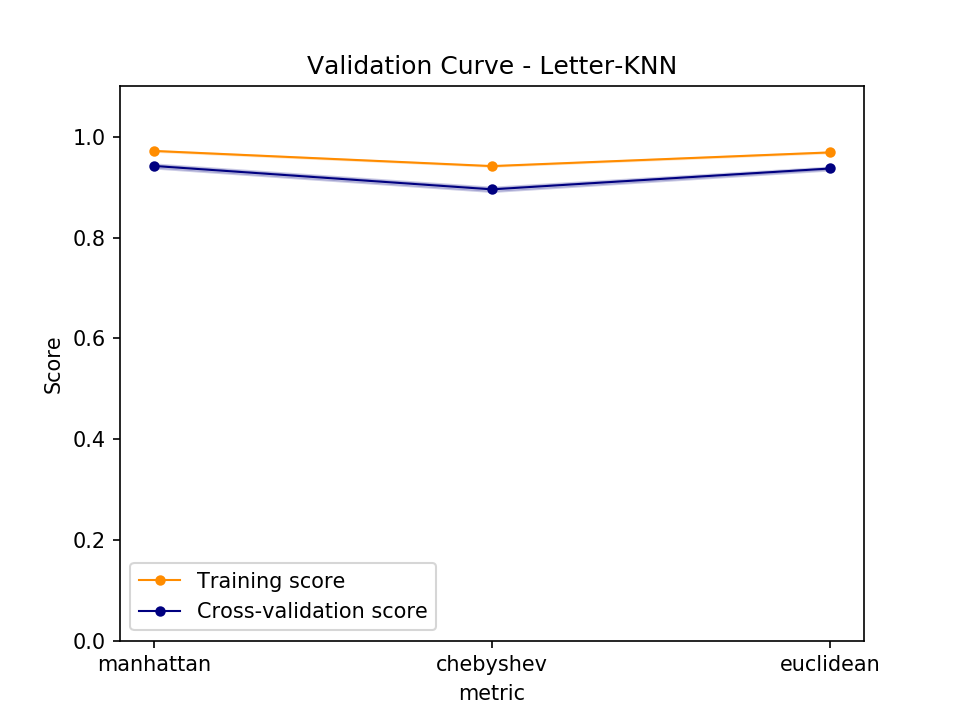 Validation Curve - Letter-KNN
1.0
0.8
0.6
0.4
0.2
0.0
Score
Training score
Cross-validation score
manhattan chebyshev euclidean
metric